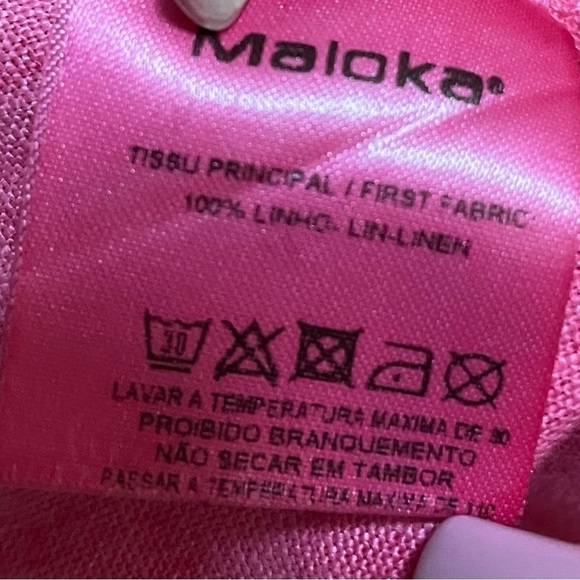 Maloka®
TISSU PRINCIPAL / FIRST FABRIC
100% LINHO- LIN-LINEN
30
LAVAR A TEMPERATURA MAXIMA DE 30
PROIBIDO BRANQUEMENTO
NÃO SECAR EM TAMBOR
PASSAR A TEMPERATURA MAXIMA DE